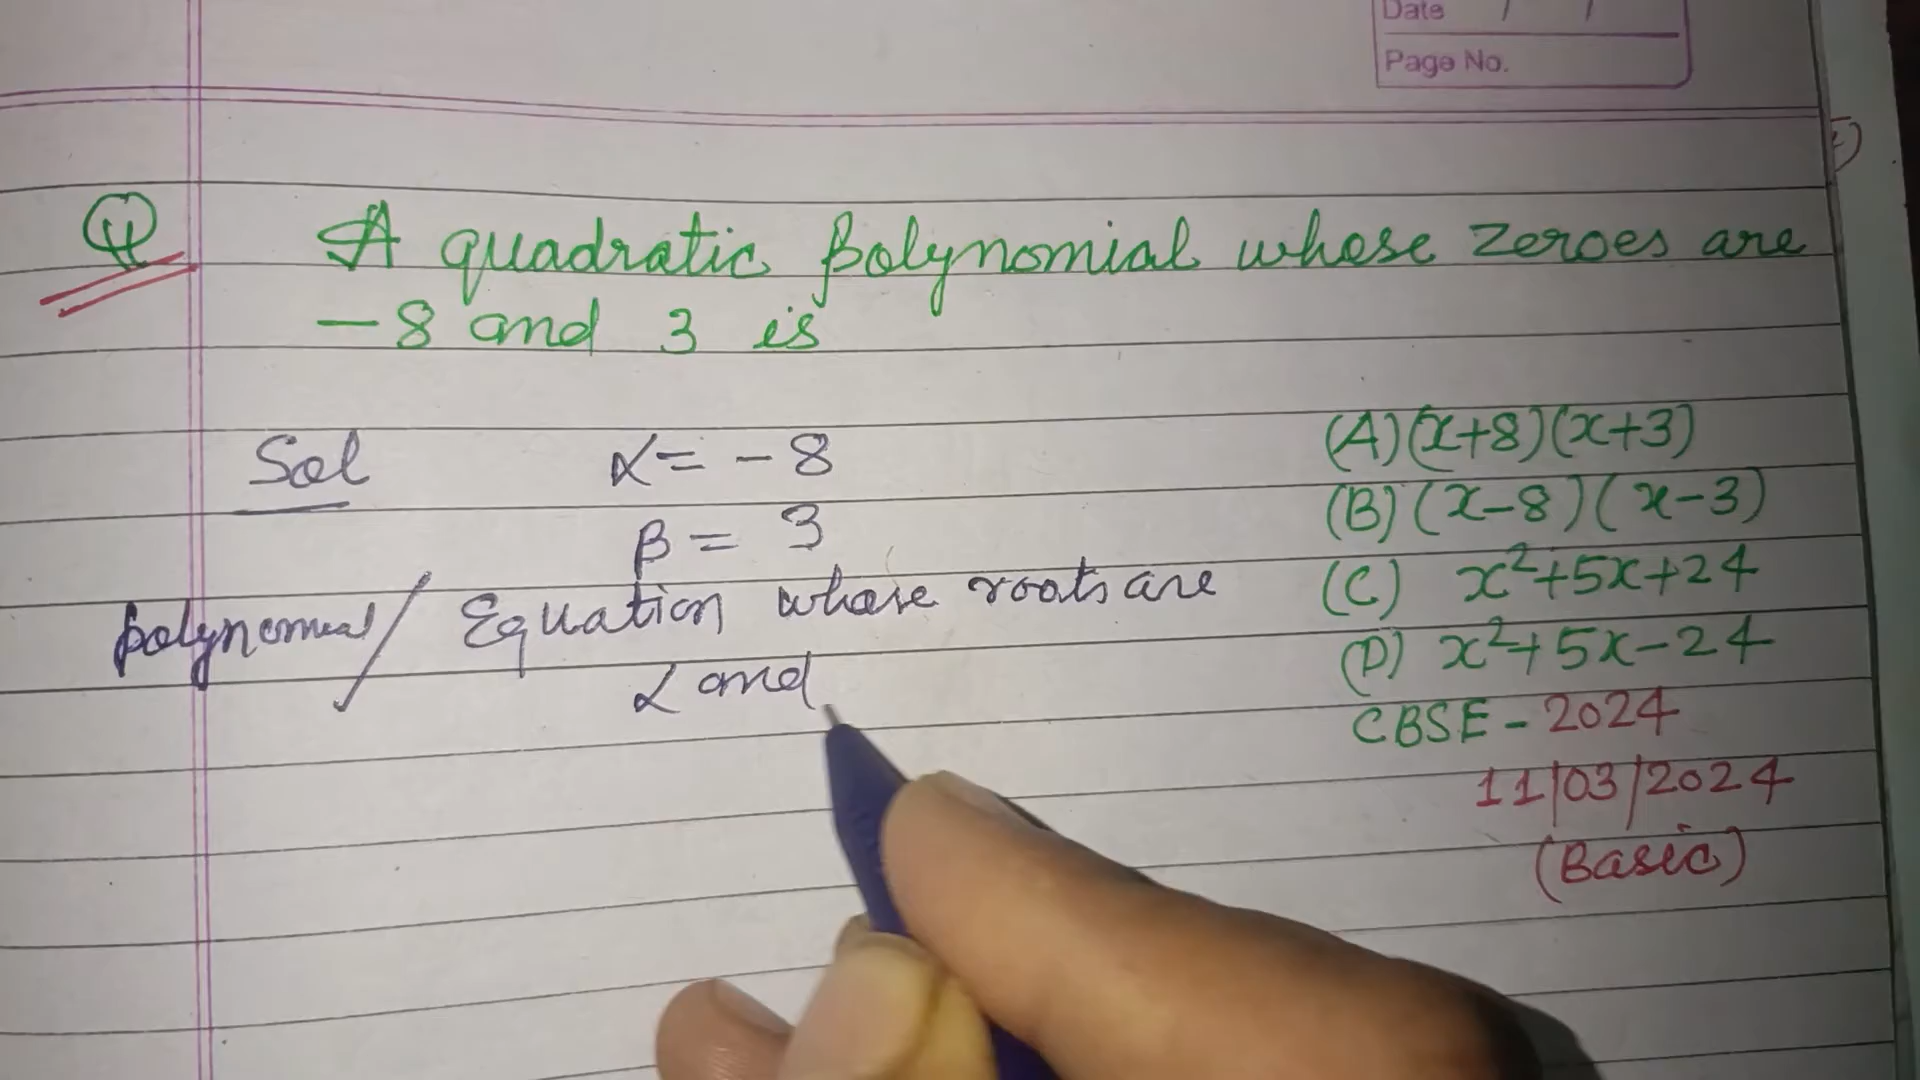 Date / /
Page No.
Q A quadratic polynomial whose zeroes are
-8 and 3 is
Sol α = -8
β = 3
polynomial / Equation whose roots are
α and
(A) (x+8)(x+3)
(B) (x-8)(x-3)
(C) x²+5x+24
(D) x²+5x-24
CBSE - 2024
11/03/2024
(Basic)